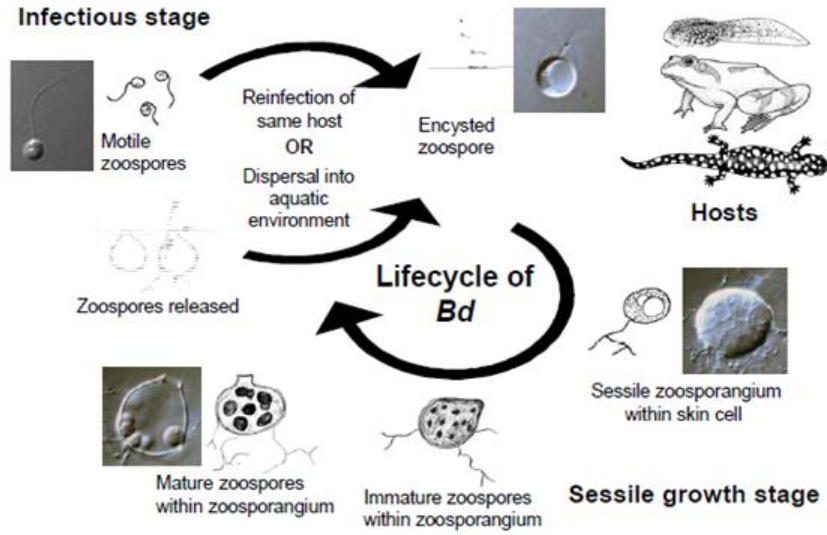 Infectious stage
Motile
zoospores
Reinfection of
same host
OR
Dispersal into
aquatic
environment
Encysted
zoospore
Hosts
Zoospores released
Lifecycle of
Bd
Sessile zoosporangium
within skin cell
Mature zoospores
within zoosporangium
Immature zoospores
within zoosporangium
Sessile growth stage